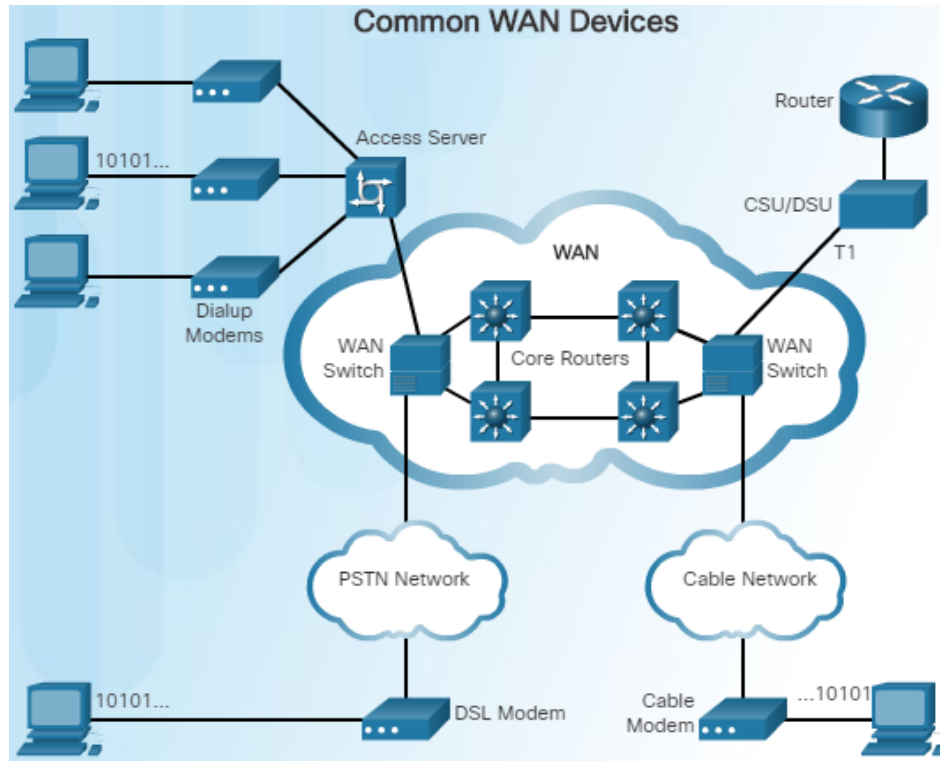 Common WAN Devices
Router
Access Server
10101...
CSU/DSU
T1
WAN
Dialup
Modems
WAN
Switch
Core Routers
WAN
Switch
PSTN Network
Cable Network
10101...
DSL Modem
Cable
Modem
...10101